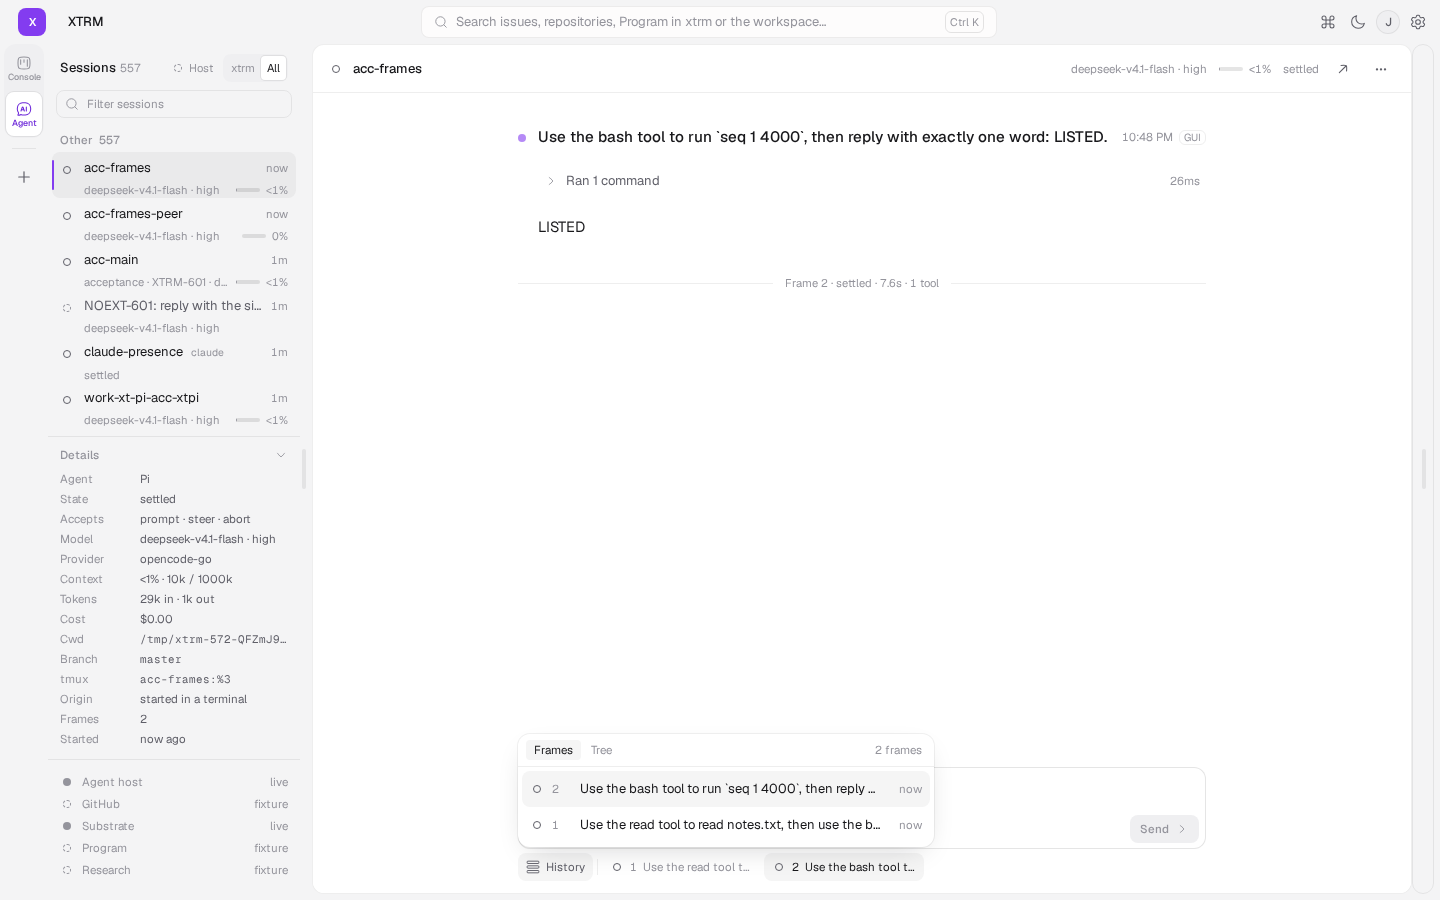 X XTRM Search issues, repositories, Program in xtrm or the workspace... Ctrl K J
Console
Agent
Sessions 557 Host xtrm All
Filter sessions
Other 557
acc-frames now
deepseek-v4.1-flash · high <1%
acc-frames-peer now
deepseek-v4.1-flash · high 0%
acc-main 1m
acceptance · XTRM-601 · d... <1%
NOEXT-601: reply with the si... 1m
deepseek-v4.1-flash · high
claude-presence claude 1m
settled
work-xt-pi-acc-xtpi 1m
deepseek-v4.1-flash · high <1%
Details
Agent Pi
State settled
Accepts prompt · steer · abort
Model deepseek-v4.1-flash · high
Provider opencode-go
Context <1% · 10k / 1000k
Tokens 29k in · 1k out
Cost $0.00
Cwd /tmp/xtrm-572-QFZmJ9...
Branch master
tmux acc-frames:%3
Origin started in a terminal
Frames 2
Started now ago
Agent host live
GitHub fixture
Substrate live
Program fixture
Research fixture
acc-frames deepseek-v4.1-flash · high <1% settled
Use the bash tool to run `seq 1 4000`, then reply with exactly one word: LISTED. 10:48 PM GUI
Ran 1 command 26ms
LISTED
Frame 2 · settled · 7.6s · 1 tool
Frames Tree 2 frames
2 Use the bash tool to run `seq 1 4000`, then reply ... now
1 Use the read tool to read notes.txt, then use the b... now
Send
History 1 Use the read tool t... 2 Use the bash tool t...